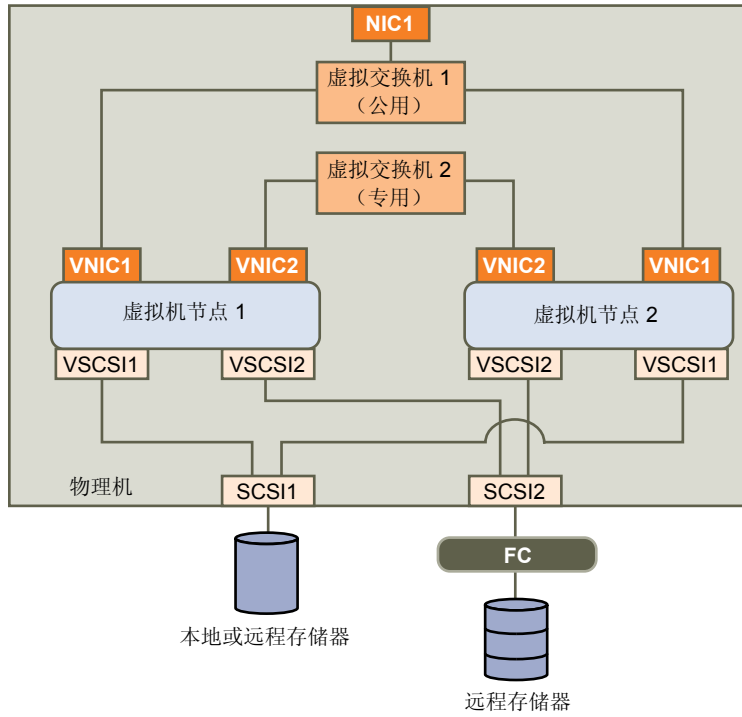 NIC1
虚拟交换机 1
（公用）
虚拟交换机 2
（专用）
VNIC1
VNIC2
VNIC2
VNIC1
虚拟机节点 1
虚拟机节点 2
VSCSI1
VSCSI2
VSCSI2
VSCSI1
物理机
SCSI1
SCSI2
FC
本地或远程存储器
远程存储器